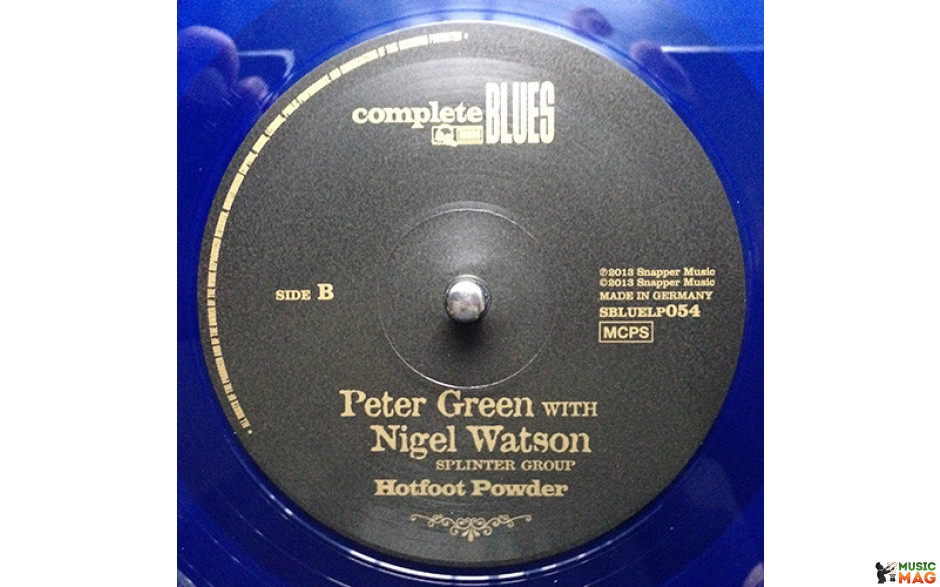 complete BLUES
SIDE B
℗2013 Snapper Music
©2013 Snapper Music
MADE IN GERMANY
SBLUELP054
MCPS
Peter Green WITH
Nigel Watson
SPLINTER GROUP
Hotfoot Powder
MUSIC
MAG